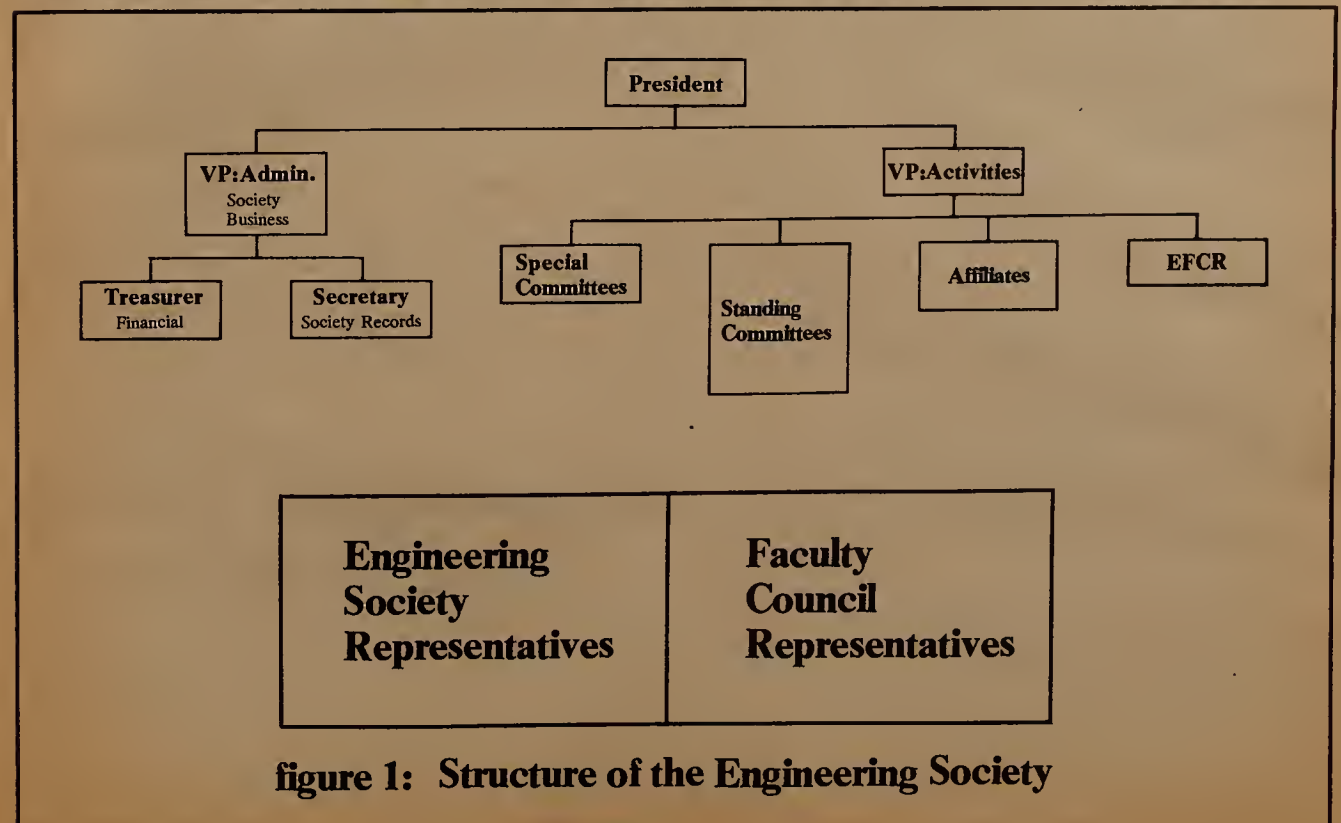 President
VP:Admin.
Society
Business
VP:Activities
Treasurer
Financial
Secretary
Society Records
Special
Committees
Standing
Committees
Affiliates
EFCR
Engineering
Society
Representatives
Faculty
Council
Representatives
figure 1: Structure of the Engineering Society